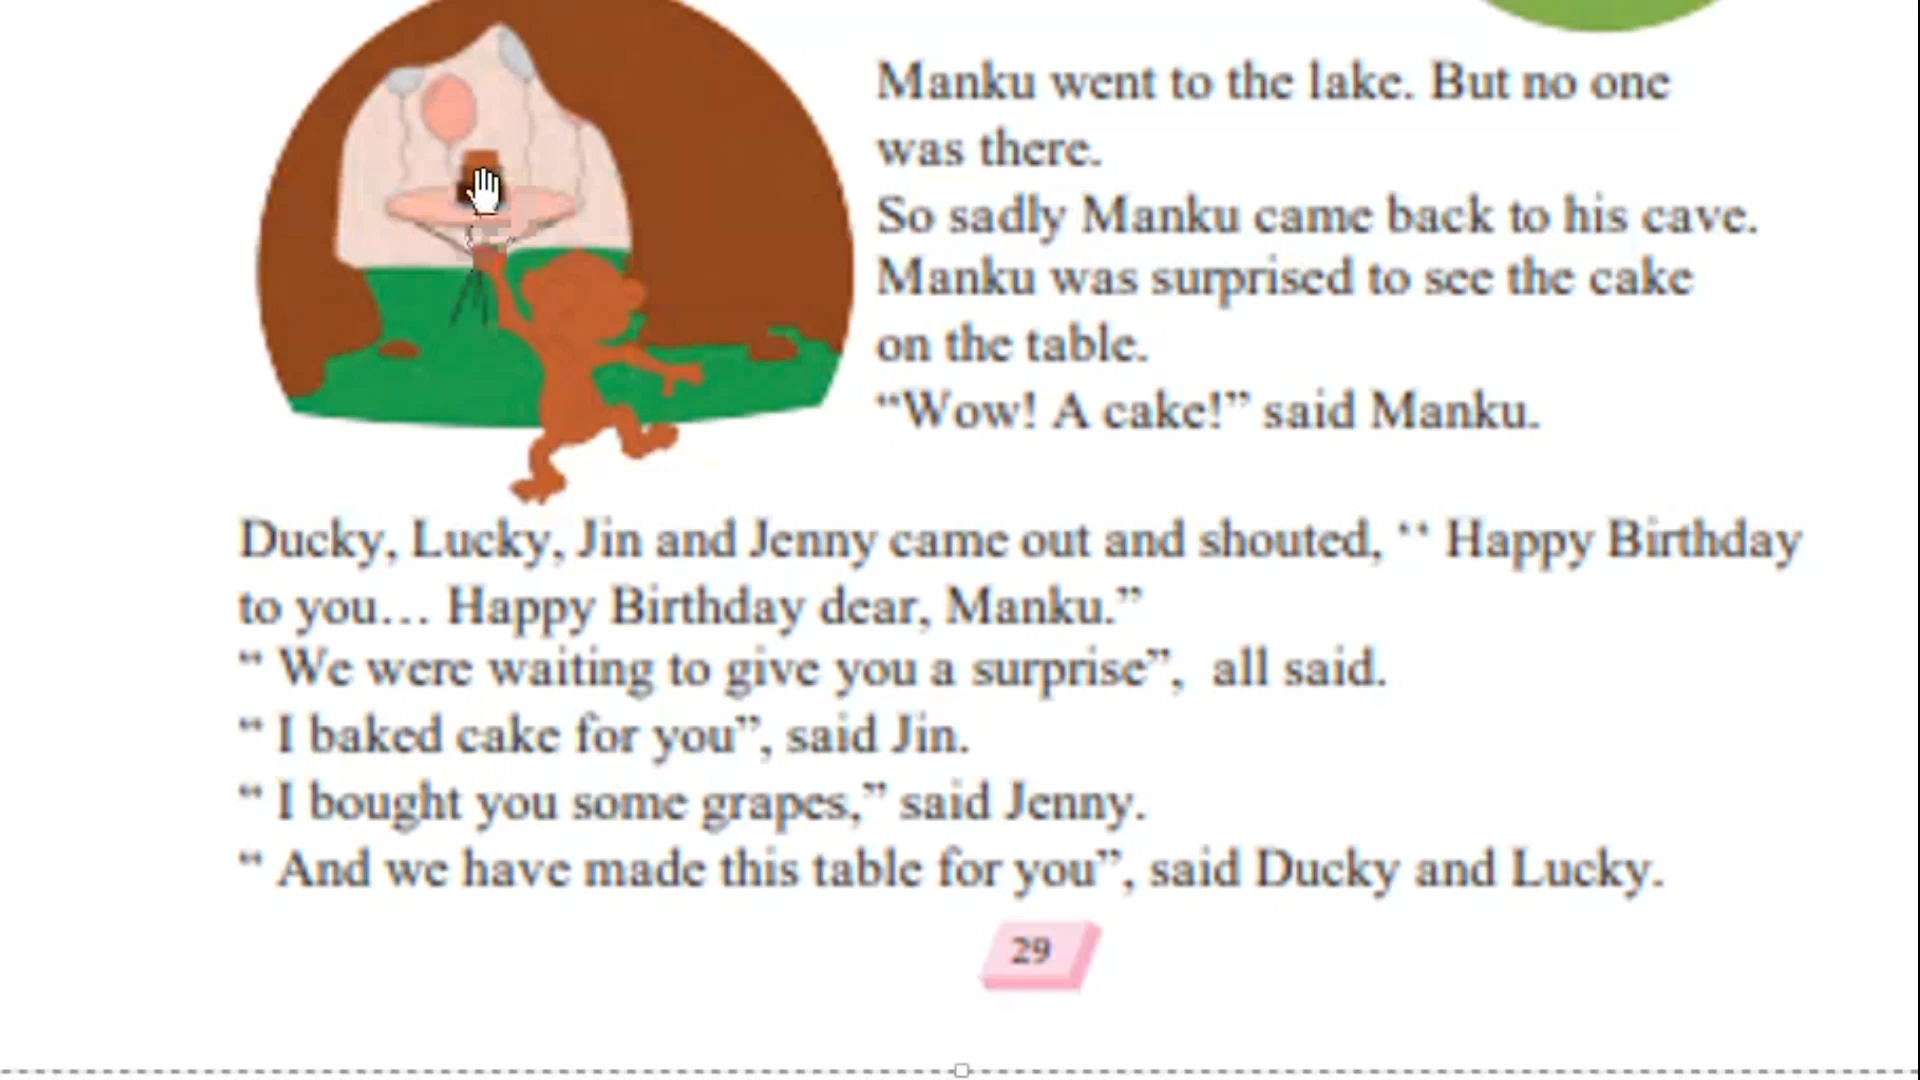 Manku went to the lake. But no one
was there.
So sadly Manku came back to his cave.
Manku was surprised to see the cake
on the table.
“Wow! A cake!” said Manku.
Ducky, Lucky, Jin and Jenny came out and shouted, “ Happy Birthday
to you... Happy Birthday dear, Manku.”
“ We were waiting to give you a surprise”,  all said.
“ I baked cake for you”, said Jin.
“ I bought you some grapes,” said Jenny.
“ And we have made this table for you”, said Ducky and Lucky.
29